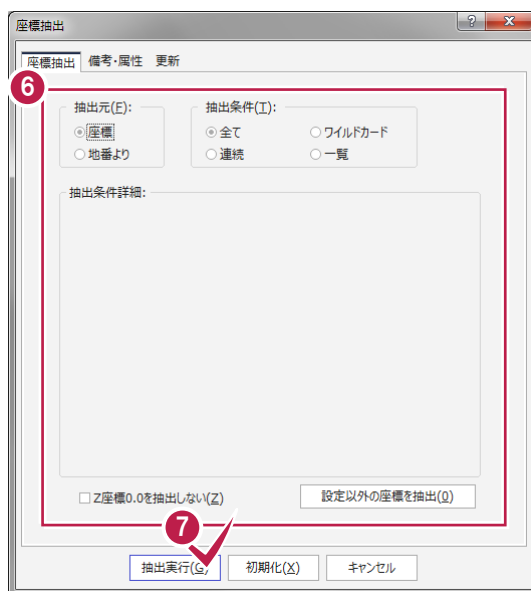 座標抽出
座標抽出 備考・属性 更新
6
抽出元(F): 抽出条件(T):
座標 全て ワイルドカード
地番より 連続 一覧
抽出条件詳細:
Z座標0.0を抽出しない(Z) 設定以外の座標を抽出(O)
7
抽出実行(G) 初期化(X) キャンセル